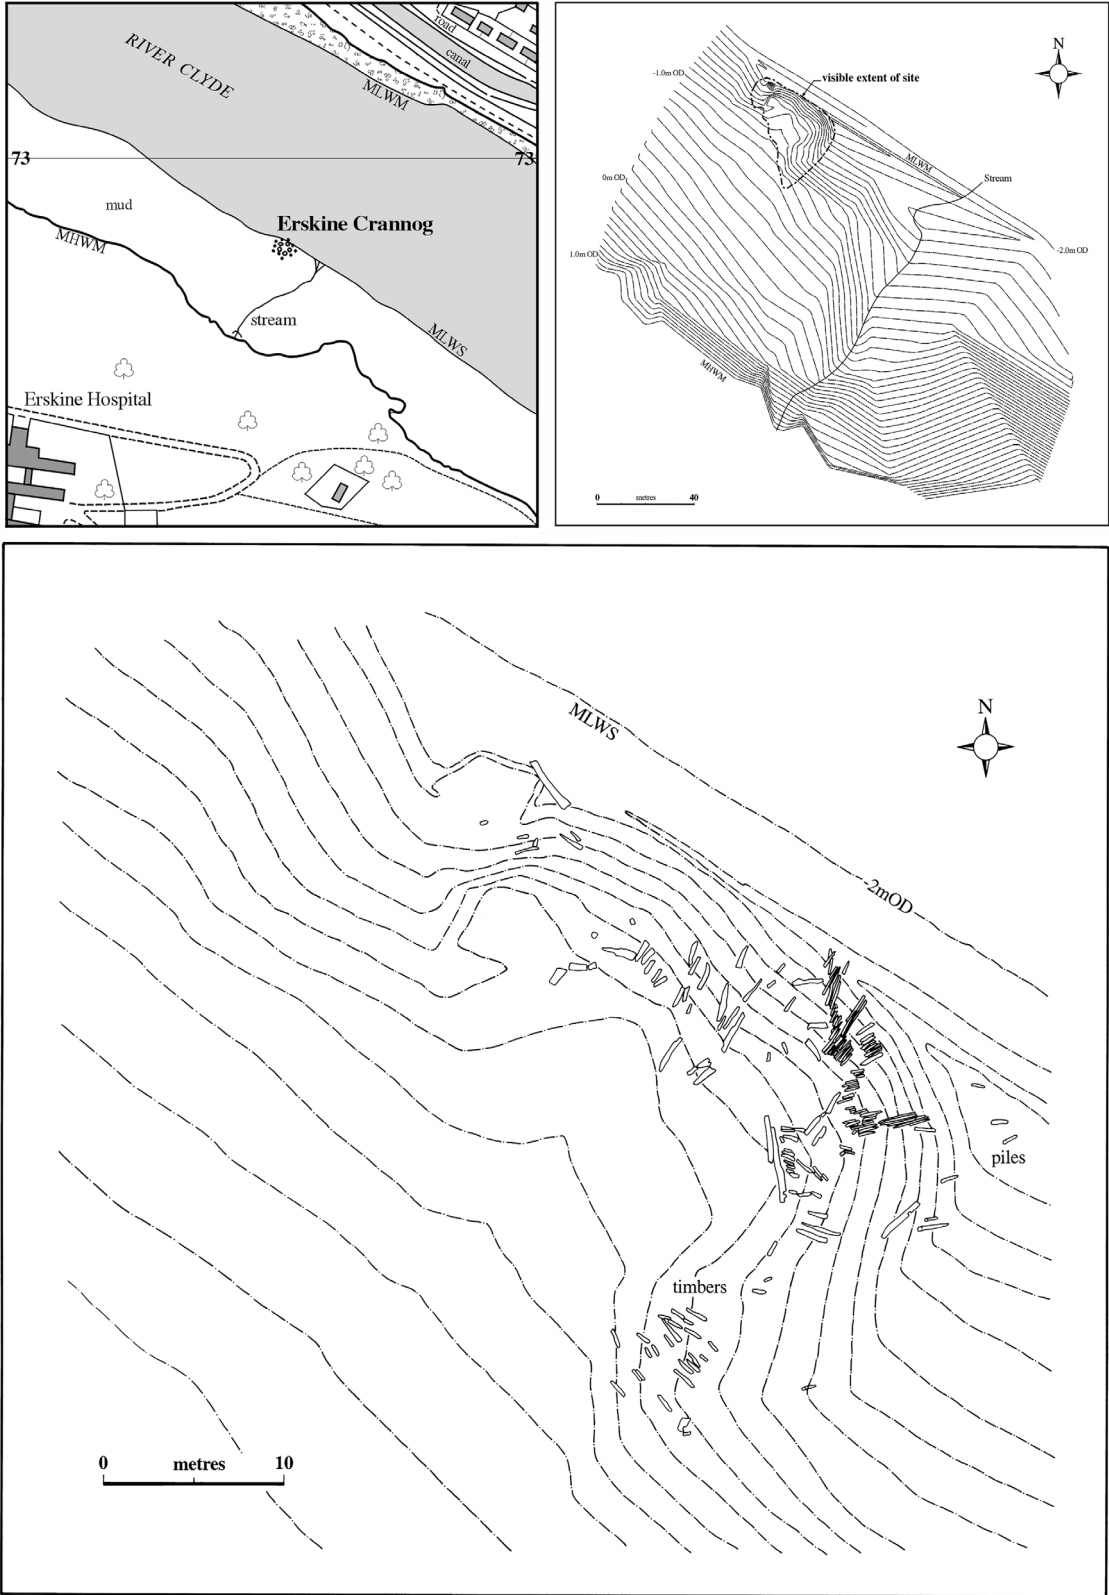 road
canal
RIVER CLYDE
MLWM
73
73
mud
Erskine Crannog
MHWM
stream
MLWS
Erskine Hospital
N
-1.0m OD
visible extent of site
MLWM
0m OD
Stream
1.0m OD
-2.0m OD
MHWM
0 metres 40
MLWS
N
-2mOD
piles
timbers
0 metres 10